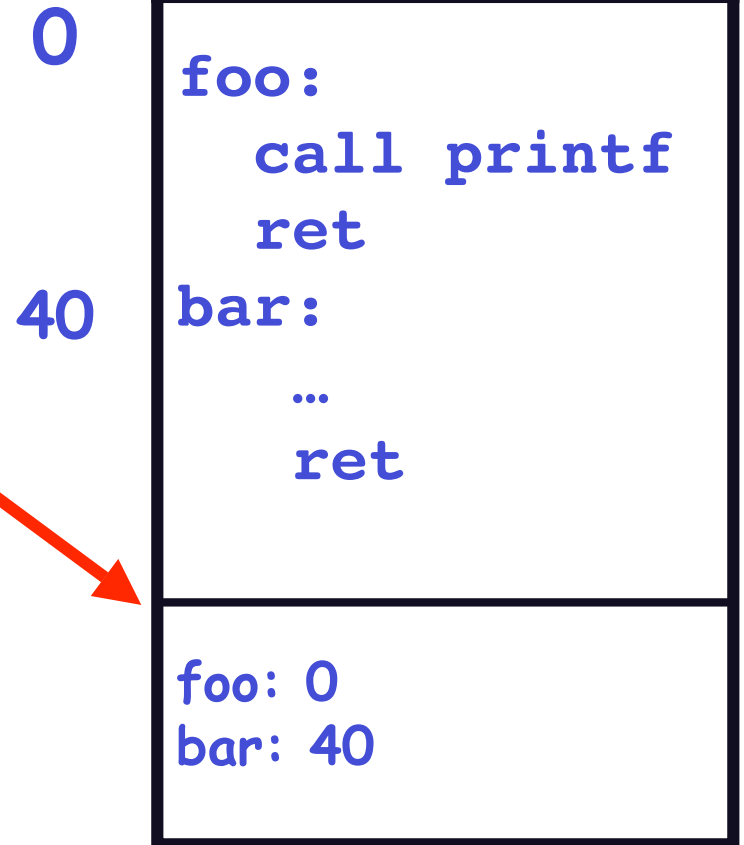 0
foo:
call printf
ret
40
bar:
…
ret
foo: 0
bar: 40